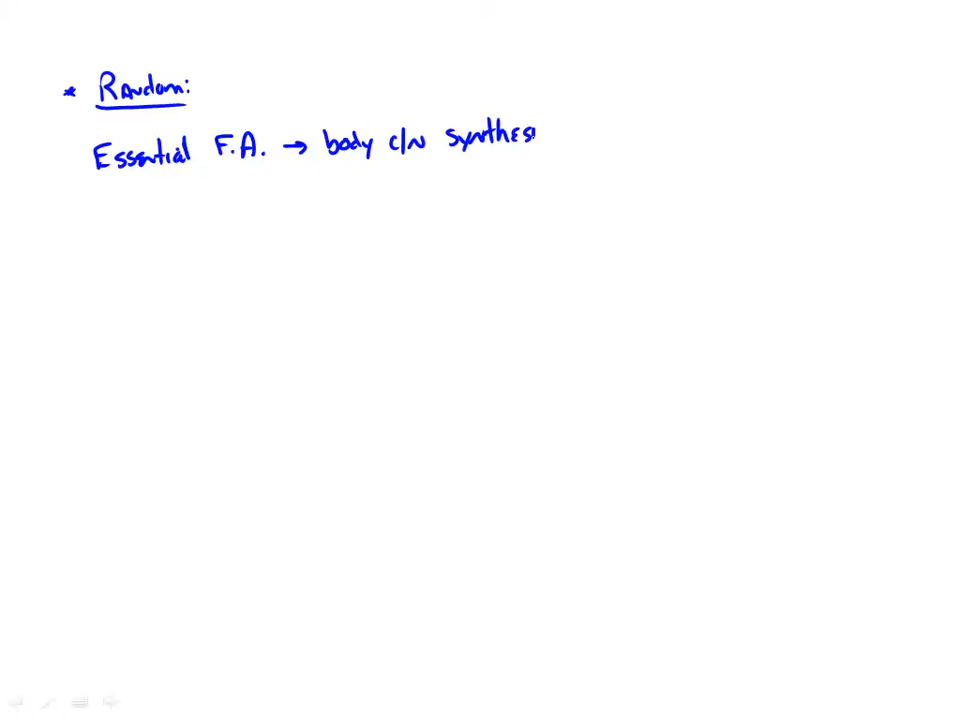 * Random:
Essential F.A. → body c/n synthes